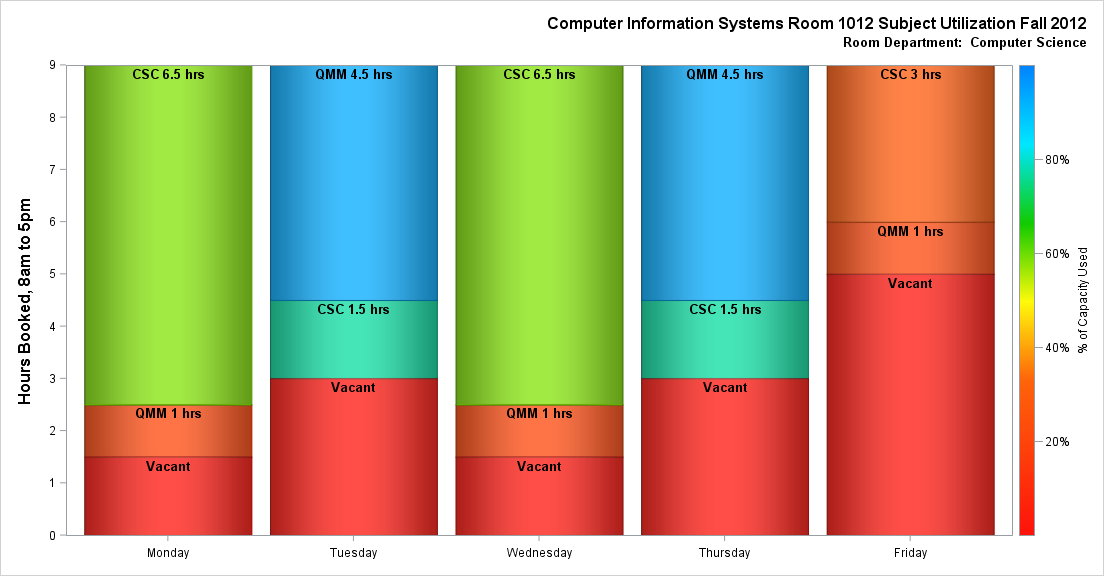 Computer Information Systems Room 1012 Subject Utilization Fall 2012
Room Department:  Computer Science
Hours Booked, 8am to 5pm
9
8
7
6
5
4
3
2
1
0
CSC 6.5 hrs
QMM 1 hrs
Vacant
QMM 4.5 hrs
CSC 1.5 hrs
Vacant
CSC 6.5 hrs
QMM 1 hrs
Vacant
QMM 4.5 hrs
CSC 1.5 hrs
Vacant
CSC 3 hrs
QMM 1 hrs
Vacant
Monday
Tuesday
Wednesday
Thursday
Friday
80%
60%
40%
20%
% of Capacity Used